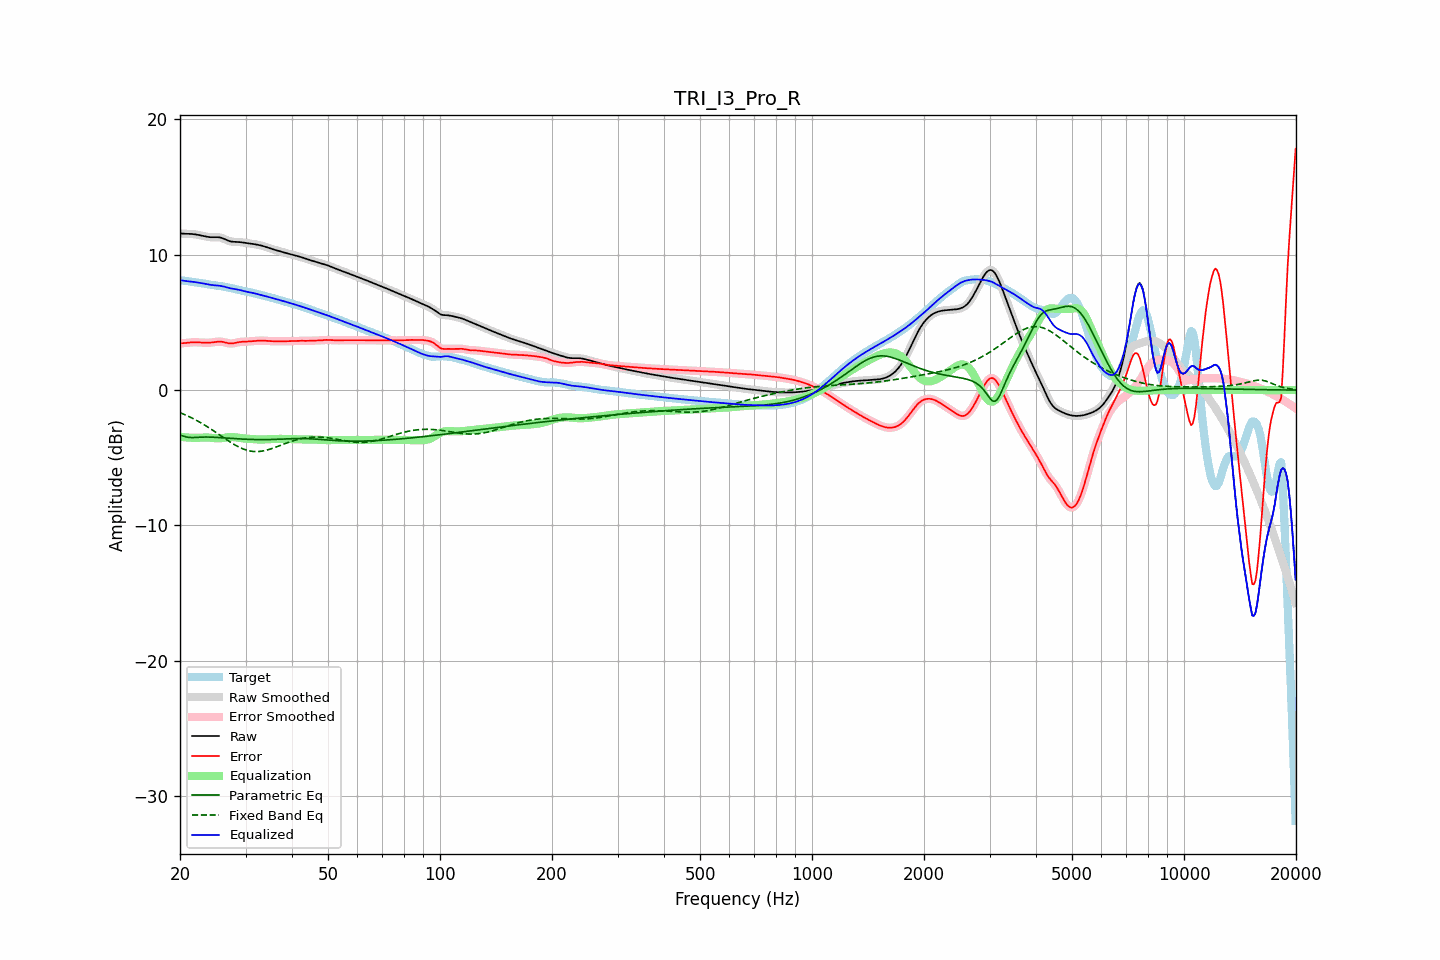 TRI_I3_Pro_R
Amplitude (dBr)
20
10
0
−10
−20
−30
Target
Raw Smoothed
Error Smoothed
Raw
Error
Equalization
Parametric Eq
Fixed Band Eq
Equalized
20 50 100 200 500 1000 2000 5000 10000 20000
Frequency (Hz)